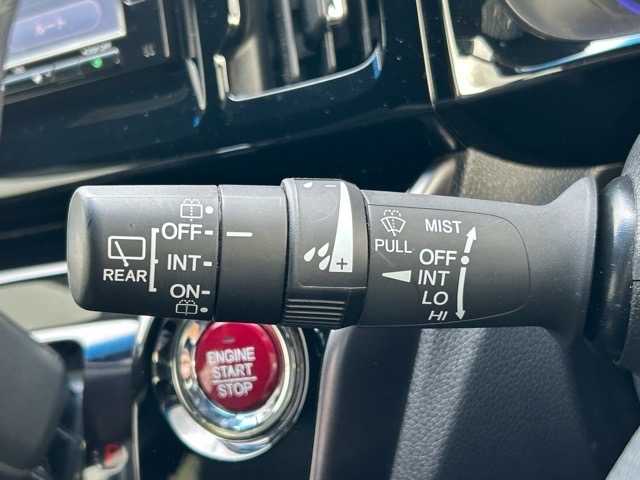 OFF
INT
ON
REAR
PULL
MIST
OFF
INT
LO
HI
ENGINE
START
STOP